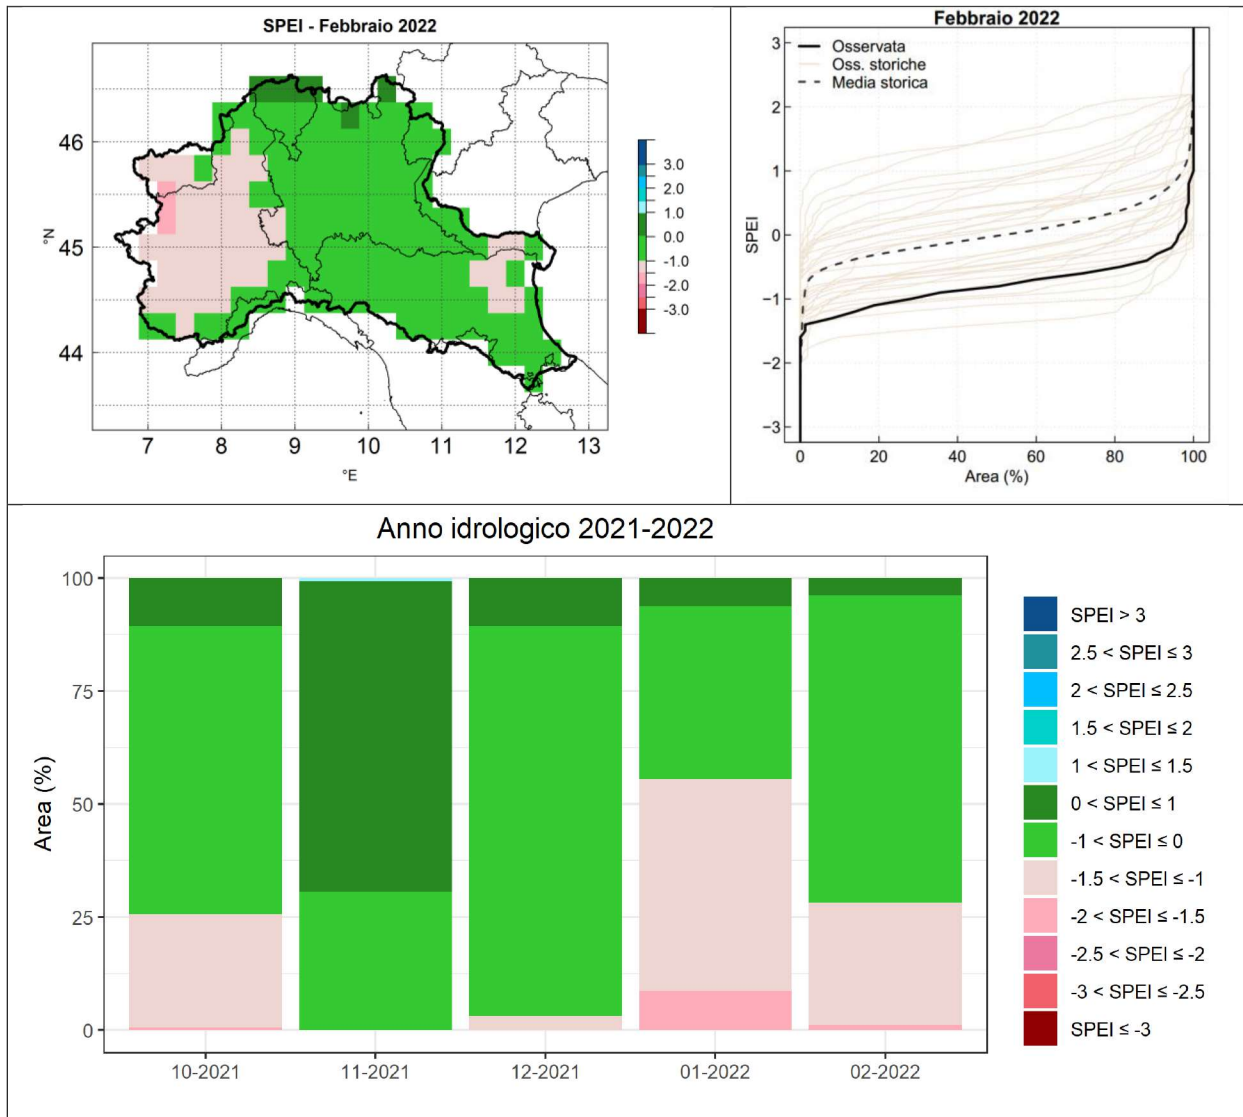 SPEI - Febbraio 2022
46
45
44
°N
7 8 9 10 11 12 13
°E
3.0
2.0
1.0
0.0
-1.0
-2.0
-3.0
Febbraio 2022
Osservata
Oss. storiche
Media storica
3
2
1
0
−1
−2
−3
SPEI
0 20 40 60 80 100
Area (%)
Anno idrologico 2021-2022
100
75
50
25
0
Area (%)
10-2021 11-2021 12-2021 01-2022 02-2022
SPEI > 3
2.5 < SPEI ≤ 3
2 < SPEI ≤ 2.5
1.5 < SPEI ≤ 2
1 < SPEI ≤ 1.5
0 < SPEI ≤ 1
-1 < SPEI ≤ 0
-1.5 < SPEI ≤ -1
-2 < SPEI ≤ -1.5
-2.5 < SPEI ≤ -2
-3 < SPEI ≤ -2.5
SPEI ≤ -3